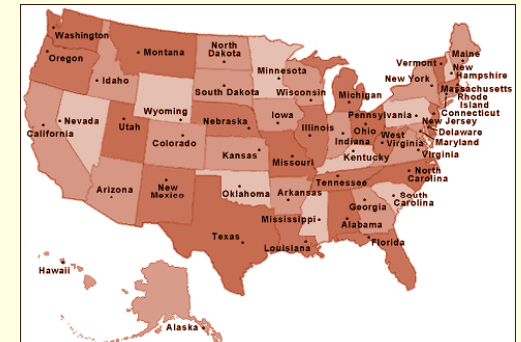 Washington
Oregon
Montana
Idaho
North
Dakota
Minnesota
South Dakota
Wisconsin
Wyoming
Nebraska
Iowa
Michigan
Maine
Vermont
New
Hampshire
New York
Massachusetts
Rhode
Island
Connecticut
Pennsylvania
New Jersey
Delaware
Maryland
Nevada
California
Utah
Colorado
Kansas
Missouri
Illinois
Indiana
Ohio
West
Virginia
Virginia
Kentucky
Arizona
New
Mexico
Oklahoma
Arkansas
Tennessee
North
Carolina
South
Carolina
Georgia
Mississippi
Alabama
Texas
Louisiana
Florida
Hawaii
Alaska